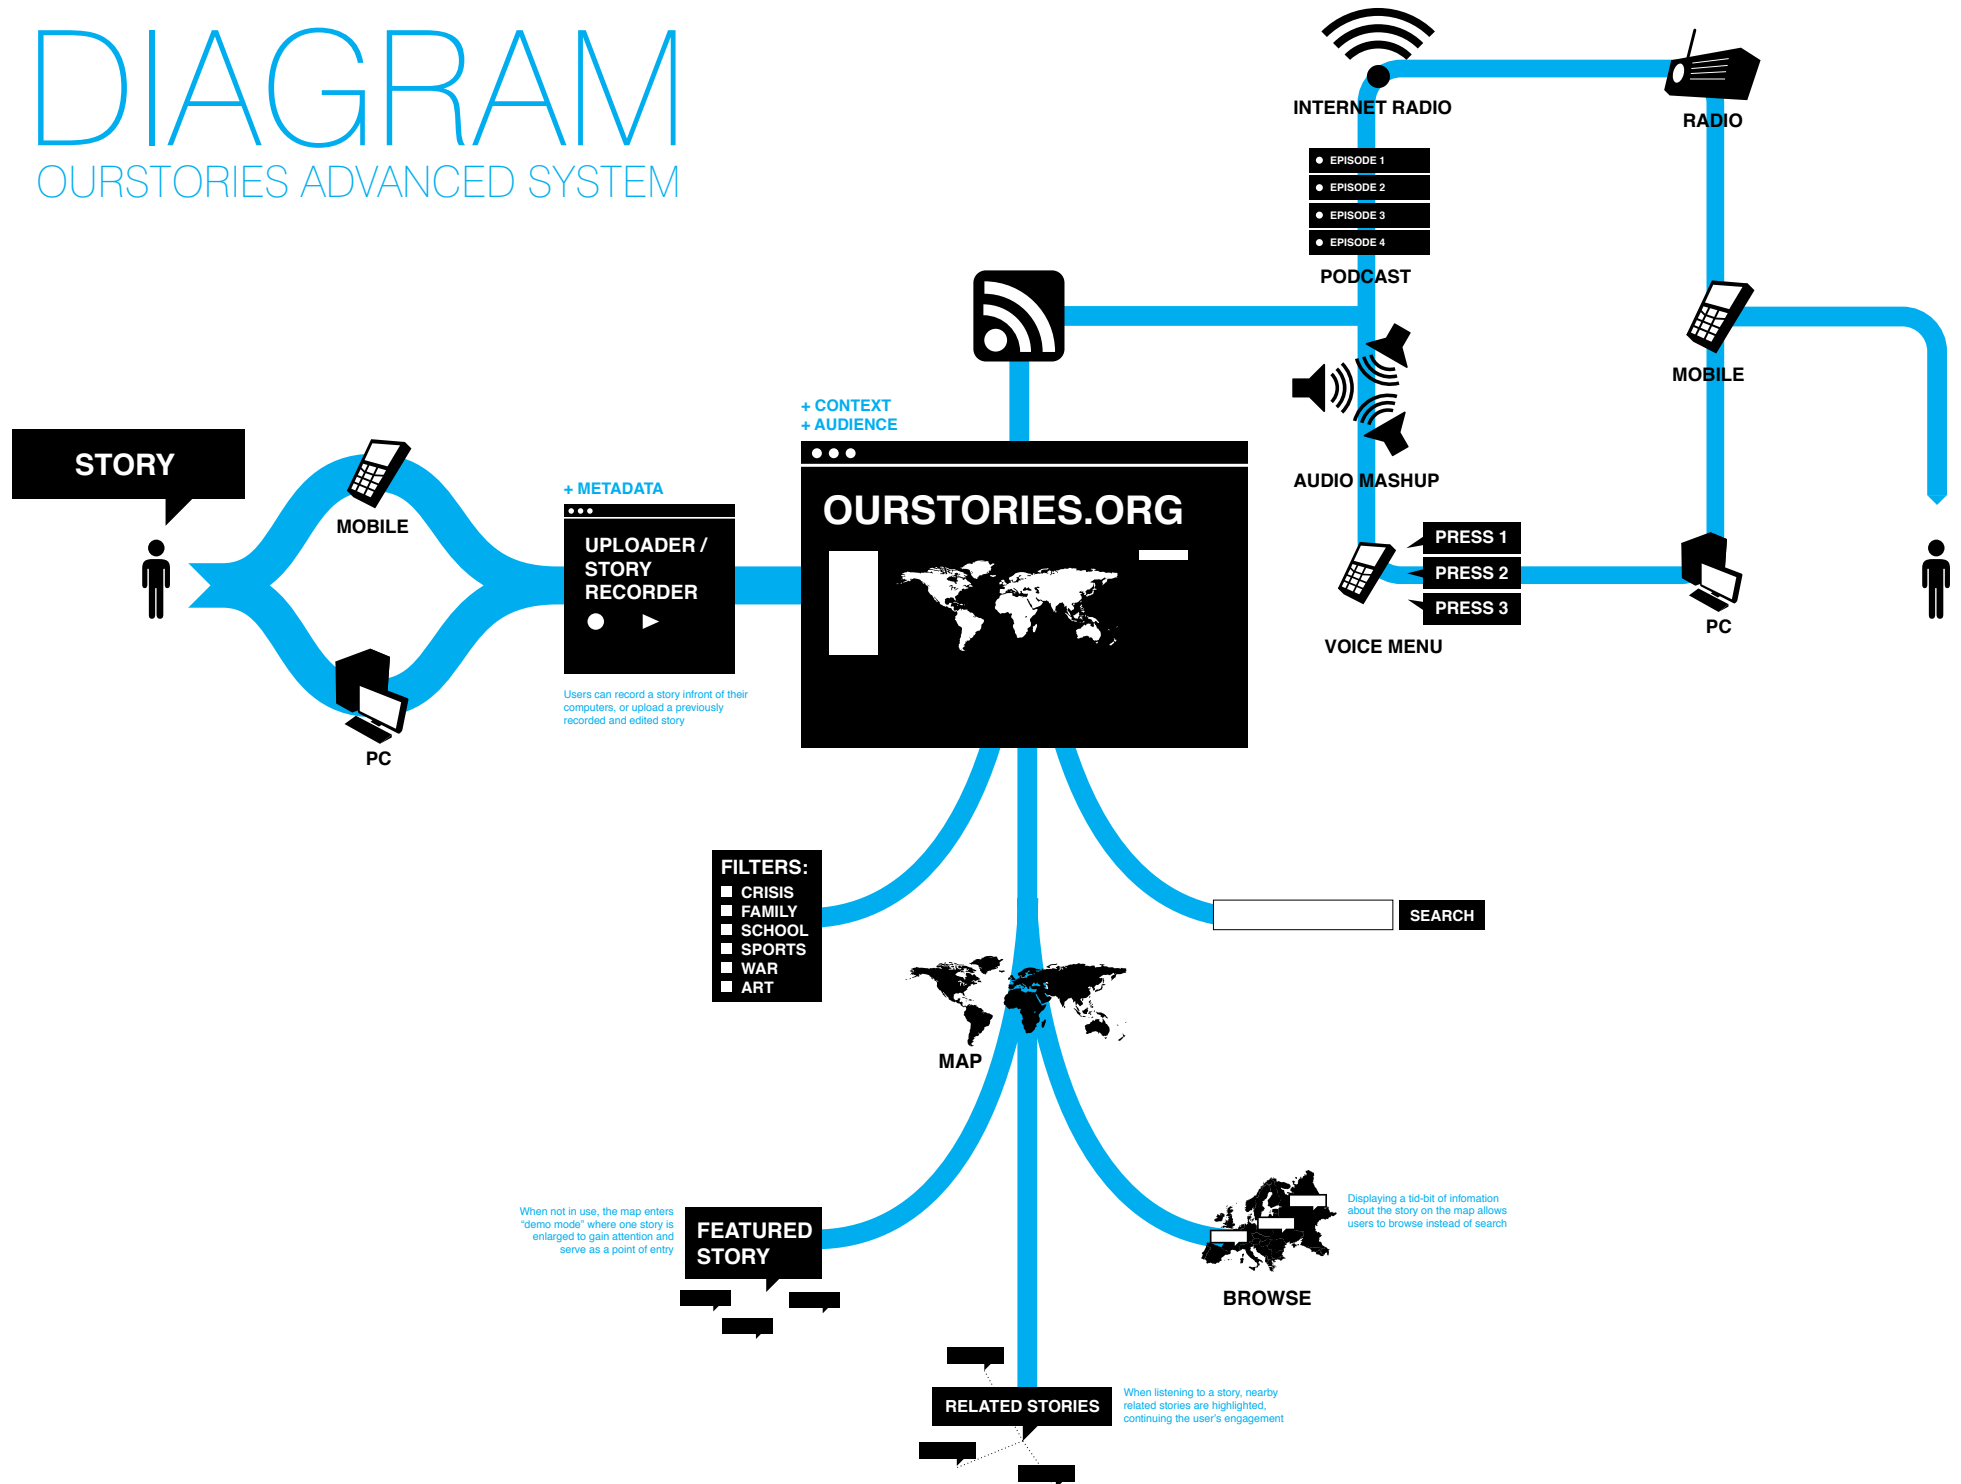 DIAGRAM
OURSTORIES ADVANCED SYSTEM
INTERNET RADIO
RADIO
EPISODE 1
EPISODE 2
EPISODE 3
EPISODE 4
PODCAST
MOBILE
AUDIO MASHUP
PRESS 1
PRESS 2
PRESS 3
VOICE MENU
PC
STORY
MOBILE
PC
+ METADATA
UPLOADER /
STORY
RECORDER
Users can record a story infront of their
computers, or upload a previously
recorded and edited story
+ CONTEXT
+ AUDIENCE
OURSTORIES.ORG
FILTERS:
CRISIS
FAMILY
SCHOOL
SPORTS
WAR
ART
SEARCH
MAP
When not in use, the map enters
“demo mode” where one story is
enlarged to gain attention and
serve as a point of entry
FEATURED
STORY
BROWSE
Displaying a tid-bit of infomation
about the story on the map allows
users to browse instead of search
RELATED STORIES
When listening to a story, nearby
related stories are highlighted,
continuing the user's engagement